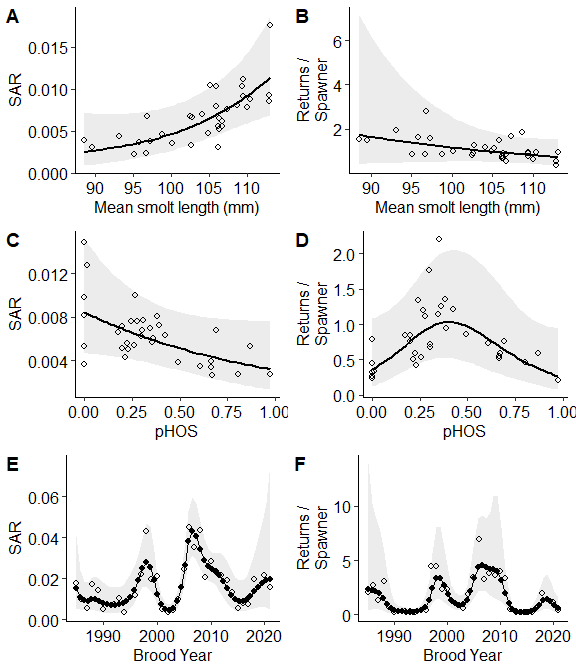 A
B
SAR
0.015
0.010
0.005
0.000
90 95 100 106 113
Mean smolt length (mm)
Returns /
Spawner
6
4
2
90 95 100 106 113
Mean smolt length (mm)
C
D
SAR
0.012
0.008
0.004
0.00 0.25 0.50 0.75 1.00
pHOS
Returns /
Spawner
2.0
1.5
1.0
0.5
0.0
0.00 0.25 0.50 0.75 1.00
pHOS
E
F
SAR
0.06
0.04
0.02
0.00
1990 2000 2010 2020
Brood Year
Returns /
Spawner
10
5
0
1990 2000 2010 2020
Brood Year